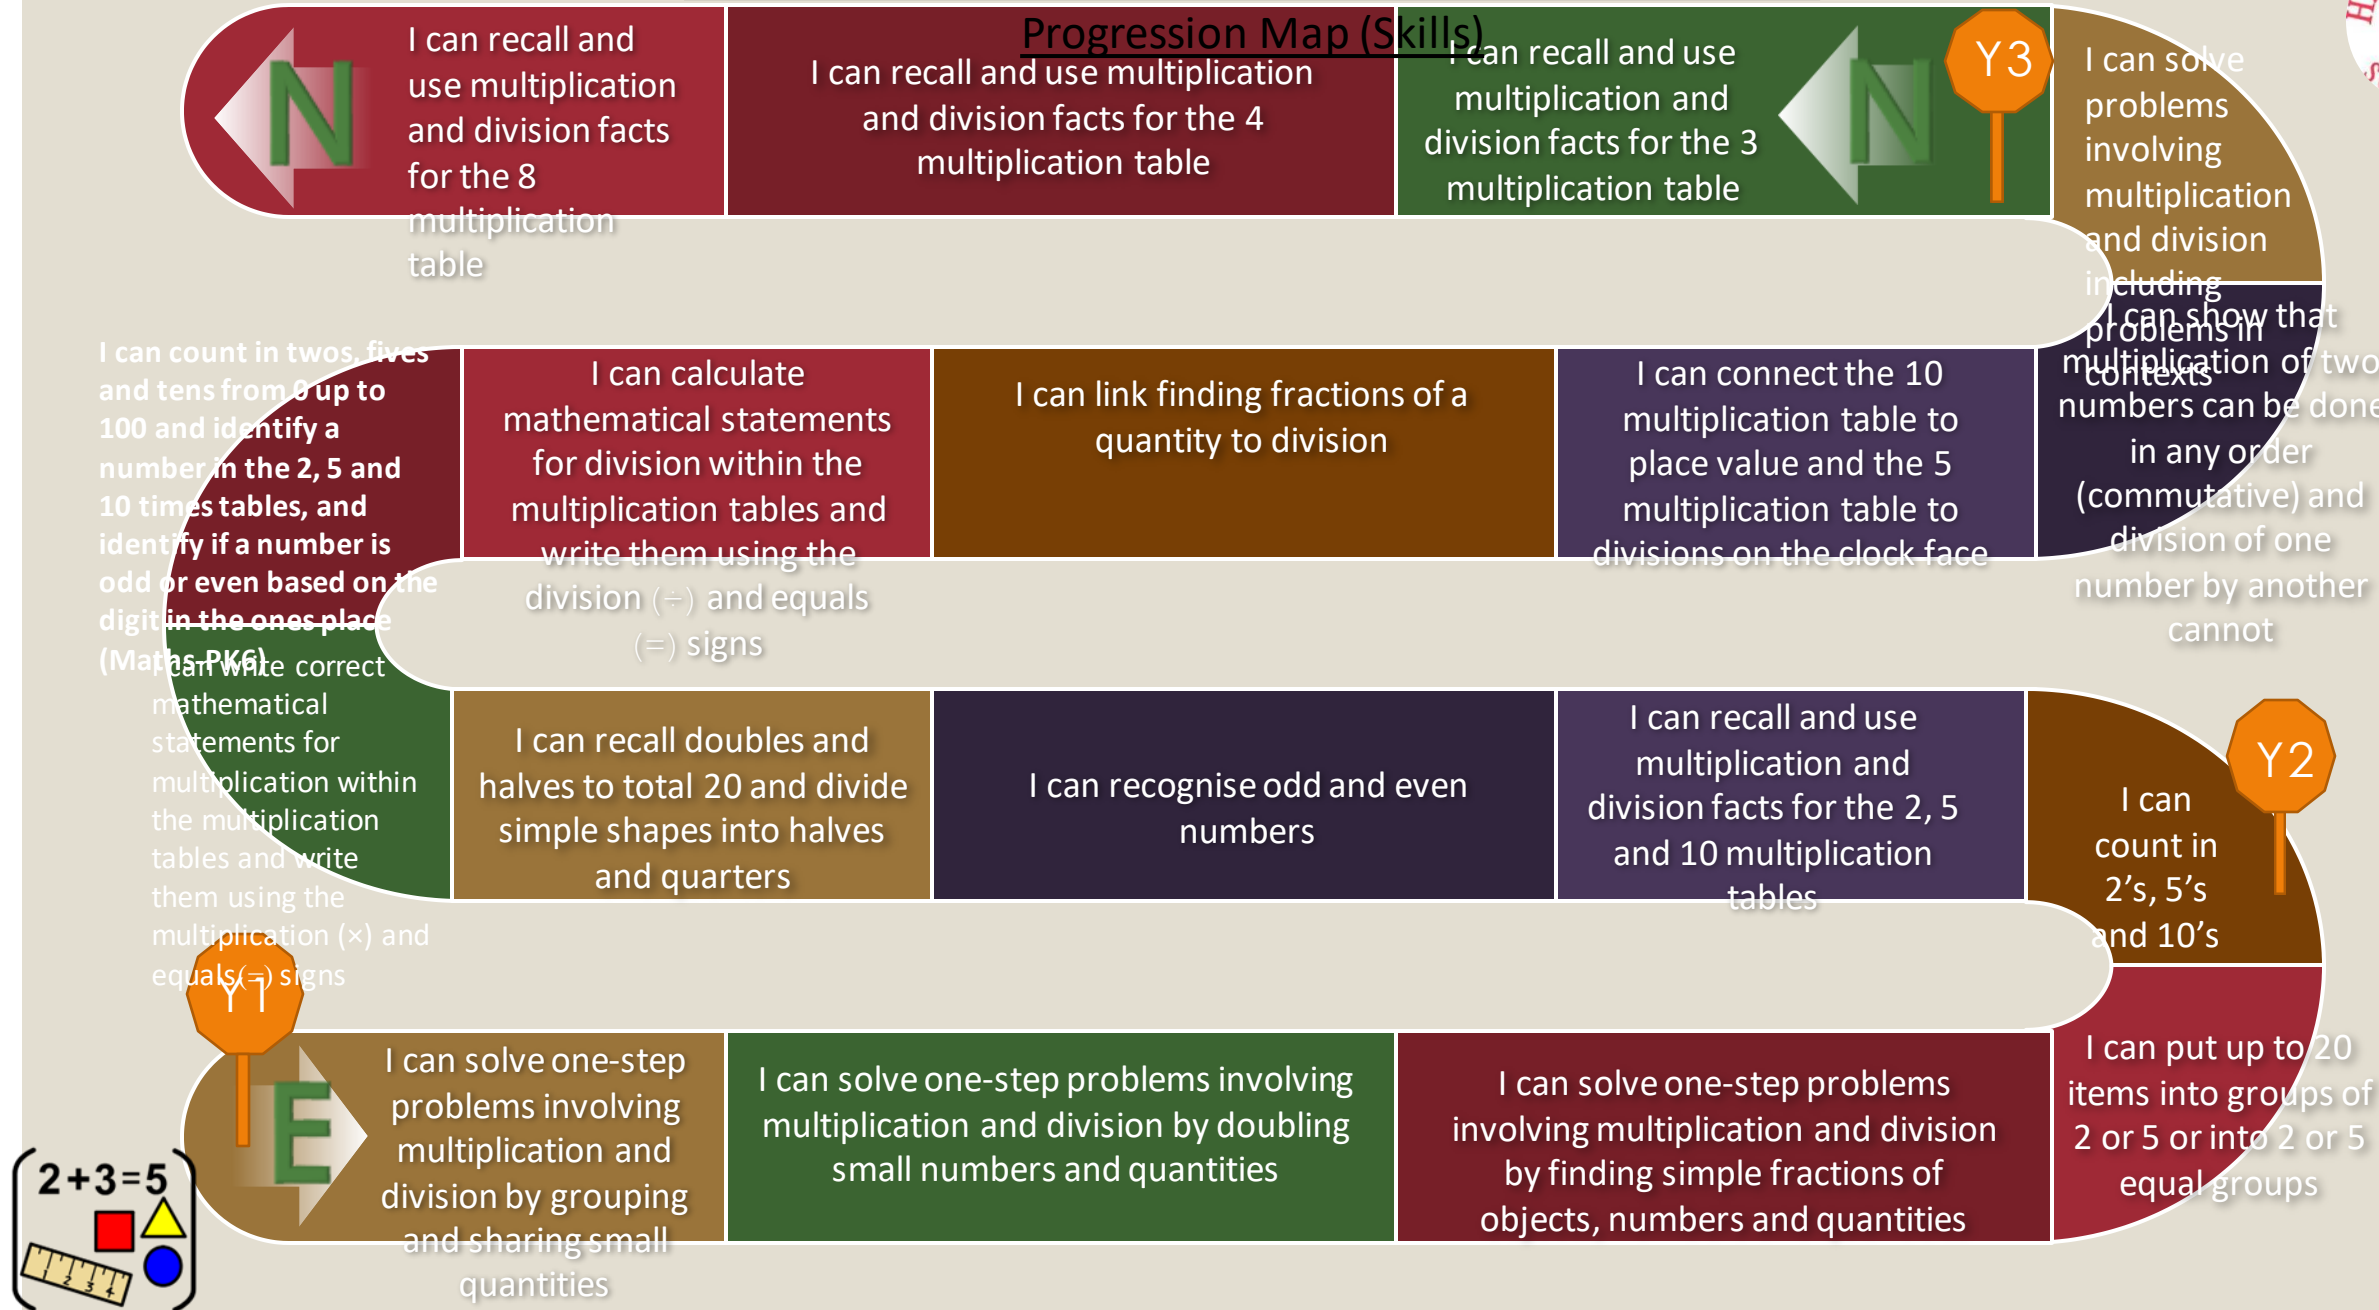 Progression Map (Skills)
N
I can recall and
use multiplication
and division facts
for the 8
multiplication
table
I can recall and use multiplication
and division facts for the 4
multiplication table
I can recall and use
multiplication and
division facts for the 3
multiplication table
N
Y3
I can solve
problems
involving
multiplication
and division
including
problems in
contexts
I can count in twos, fives
and tens from 0 up to
100 and identify a
number in the 2, 5 and
10 times tables, and
identify if a number is
odd or even based on the
digit in the ones place
(Maths-PK6)
I can calculate
mathematical statements
for division within the
multiplication tables and
write them using the
division (÷) and equals
(=) signs
I can link finding fractions of a
quantity to division
I can connect the 10
multiplication table to
place value and the 5
multiplication table to
divisions on the clock face
I can show that
multiplication of two
numbers can be done
in any order
(commutative) and
division of one
number by another
cannot
I can write correct
mathematical
statements for
multiplication within
the multiplication
tables and write
them using the
multiplication (×) and
equals(=) signs
I can recall doubles and
halves to total 20 and divide
simple shapes into halves
and quarters
I can recognise odd and even
numbers
I can recall and use
multiplication and
division facts for the 2, 5
and 10 multiplication
tables
I can
count in
2’s, 5’s
and 10’s
Y2
Y1
E
I can solve one-step
problems involving
multiplication and
division by grouping
and sharing small
quantities
I can solve one-step problems involving
multiplication and division by doubling
small numbers and quantities
I can solve one-step problems
involving multiplication and division
by finding simple fractions of
objects, numbers and quantities
I can put up to 20
items into groups of
2 or 5 or into 2 or 5
equal groups
2+3=5
1 2 3 4